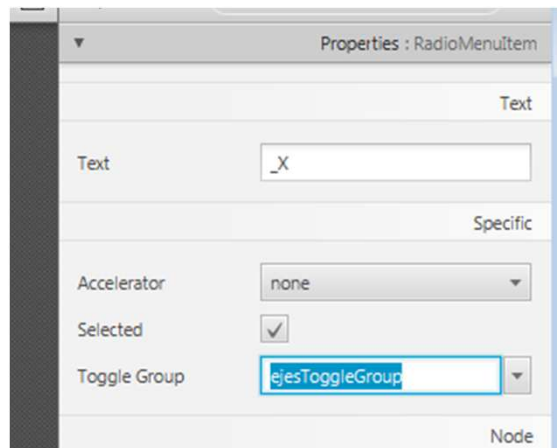 Properties : RadioMenuItem
Text
Text _X
Specific
Accelerator none
Selected
Toggle Group ejesToggleGroup
Node